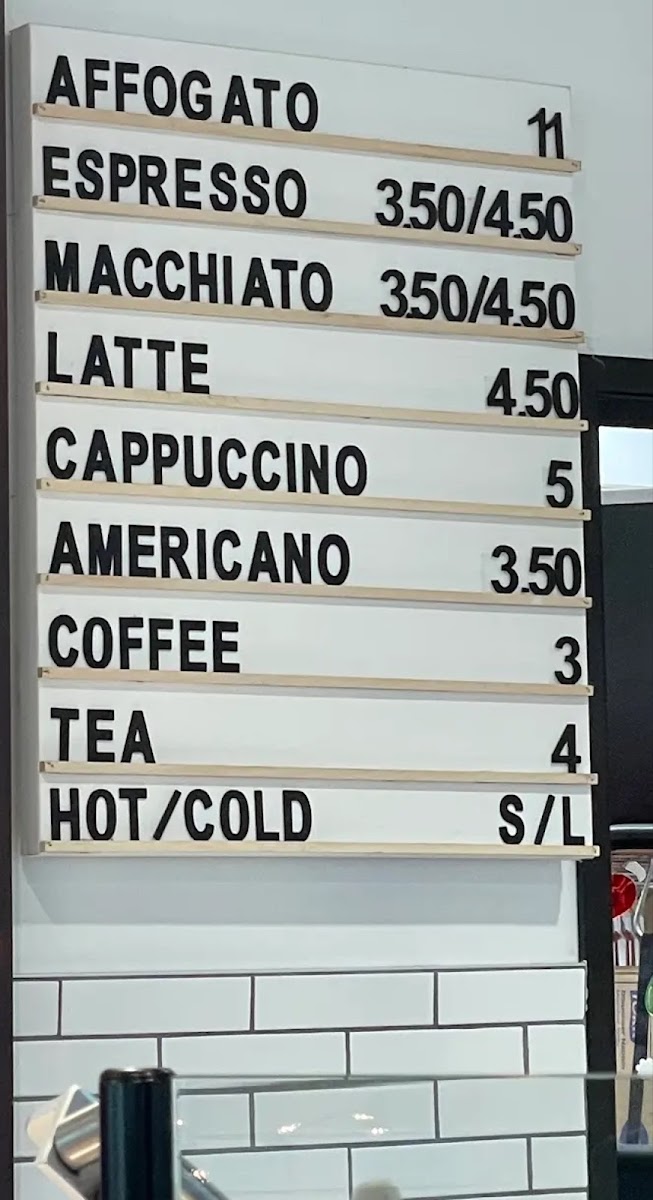 AFFOGATO 11
ESPRESSO 3.50/4.50
MACCHIATO 3.50/4.50
LATTE 4.50
CAPPUCCINO 5
AMERICANO 3.50
COFFEE 3
TEA 4
HOT/COLD S/L